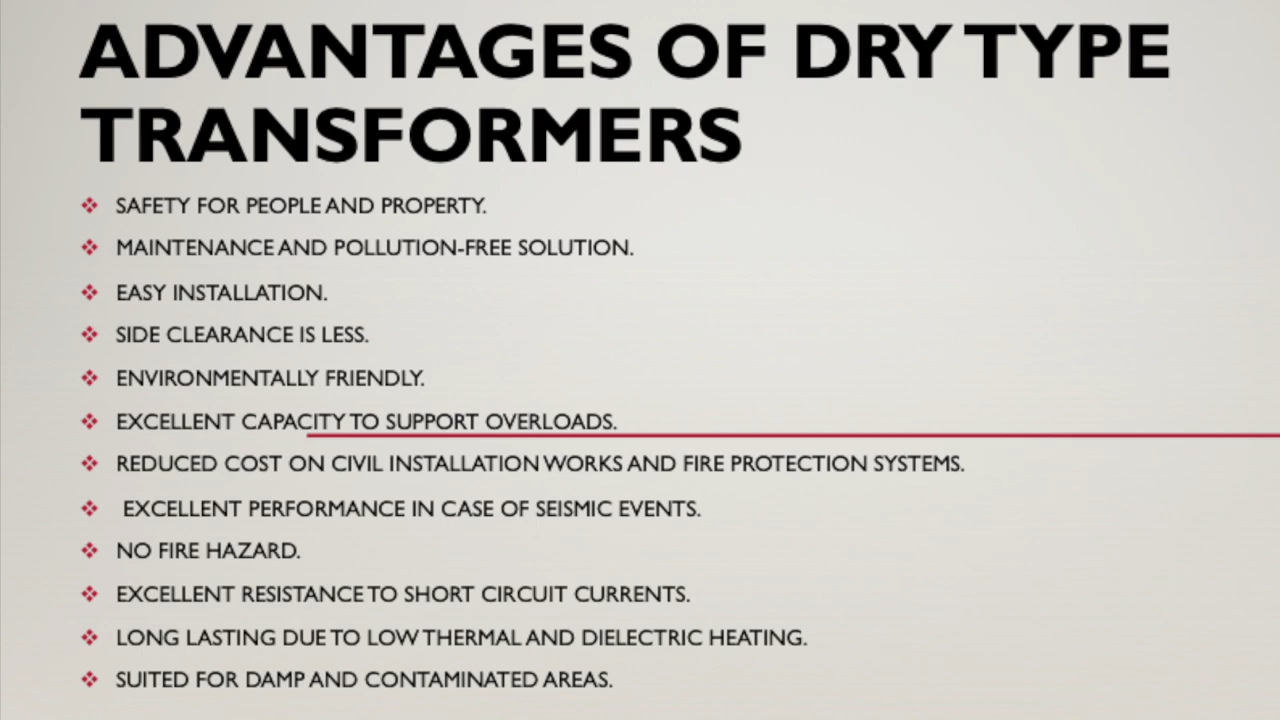 ADVANTAGES OF DRY TYPE
TRANSFORMERS
SAFETY FOR PEOPLE AND PROPERTY.
MAINTENANCE AND POLLUTION-FREE SOLUTION.
EASY INSTALLATION.
SIDE CLEARANCE IS LESS.
ENVIRONMENTALLY FRIENDLY.
EXCELLENT CAPACITY TO SUPPORT OVERLOADS.
REDUCED COST ON CIVIL INSTALLATION WORKS AND FIRE PROTECTION SYSTEMS.
EXCELLENT PERFORMANCE IN CASE OF SEISMIC EVENTS.
NO FIRE HAZARD.
EXCELLENT RESISTANCE TO SHORT CIRCUIT CURRENTS.
LONG LASTING DUE TO LOW THERMAL AND DIELECTRIC HEATING.
SUITED FOR DAMP AND CONTAMINATED AREAS.